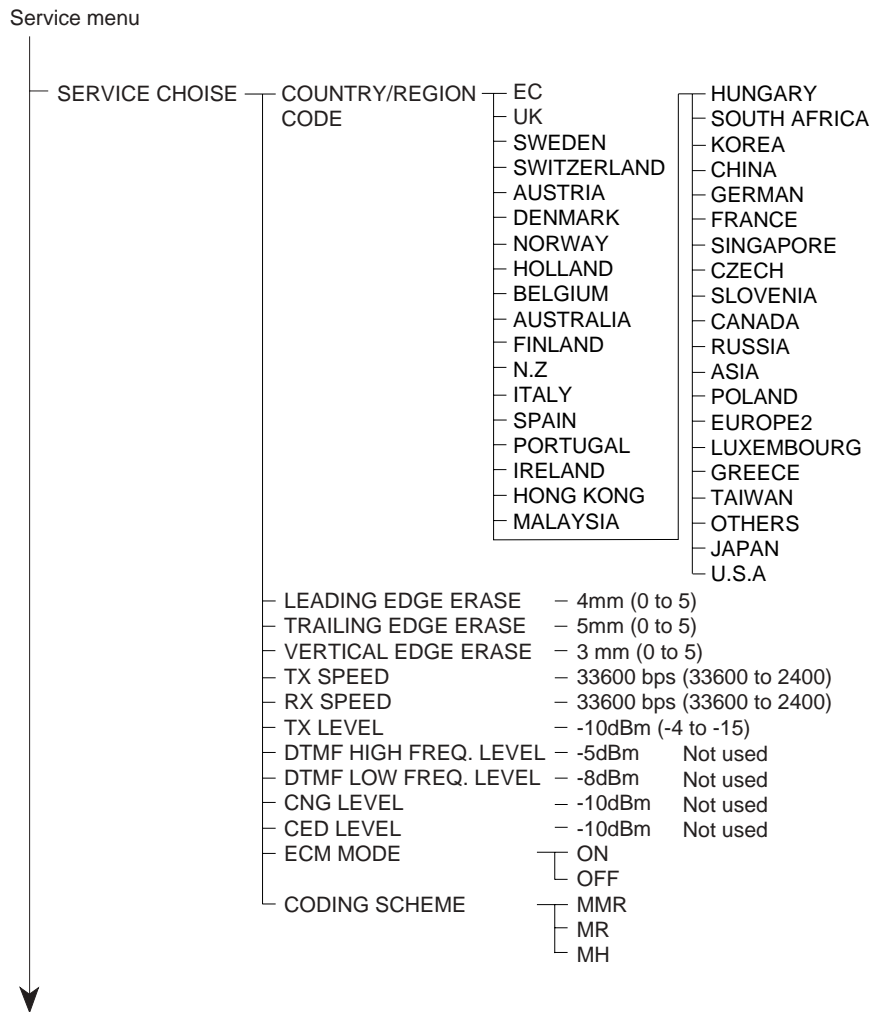 Service menu
SERVICE CHOISE
COUNTRY/REGION
CODE
EC
UK
SWEDEN
SWITZERLAND
AUSTRIA
DENMARK
NORWAY
HOLLAND
BELGIUM
AUSTRALIA
FINLAND
N.Z
ITALY
SPAIN
PORTUGAL
IRELAND
HONG KONG
MALAYSIA
HUNGARY
SOUTH AFRICA
KOREA
CHINA
GERMAN
FRANCE
SINGAPORE
CZECH
SLOVENIA
CANADA
RUSSIA
ASIA
POLAND
EUROPE2
LUXEMBOURG
GREECE
TAIWAN
OTHERS
JAPAN
U.S.A
LEADING EDGE ERASE – 4mm (0 to 5)
TRAILING EDGE ERASE – 5mm (0 to 5)
VERTICAL EDGE ERASE – 3 mm (0 to 5)
TX SPEED – 33600 bps (33600 to 2400)
RX SPEED – 33600 bps (33600 to 2400)
TX LEVEL – -10dBm (-4 to -15)
DTMF HIGH FREQ. LEVEL – -5dBm Not used
DTMF LOW FREQ. LEVEL – -8dBm Not used
CNG LEVEL – -10dBm Not used
CED LEVEL – -10dBm Not used
ECM MODE ON
OFF
CODING SCHEME MMR
MR
MH